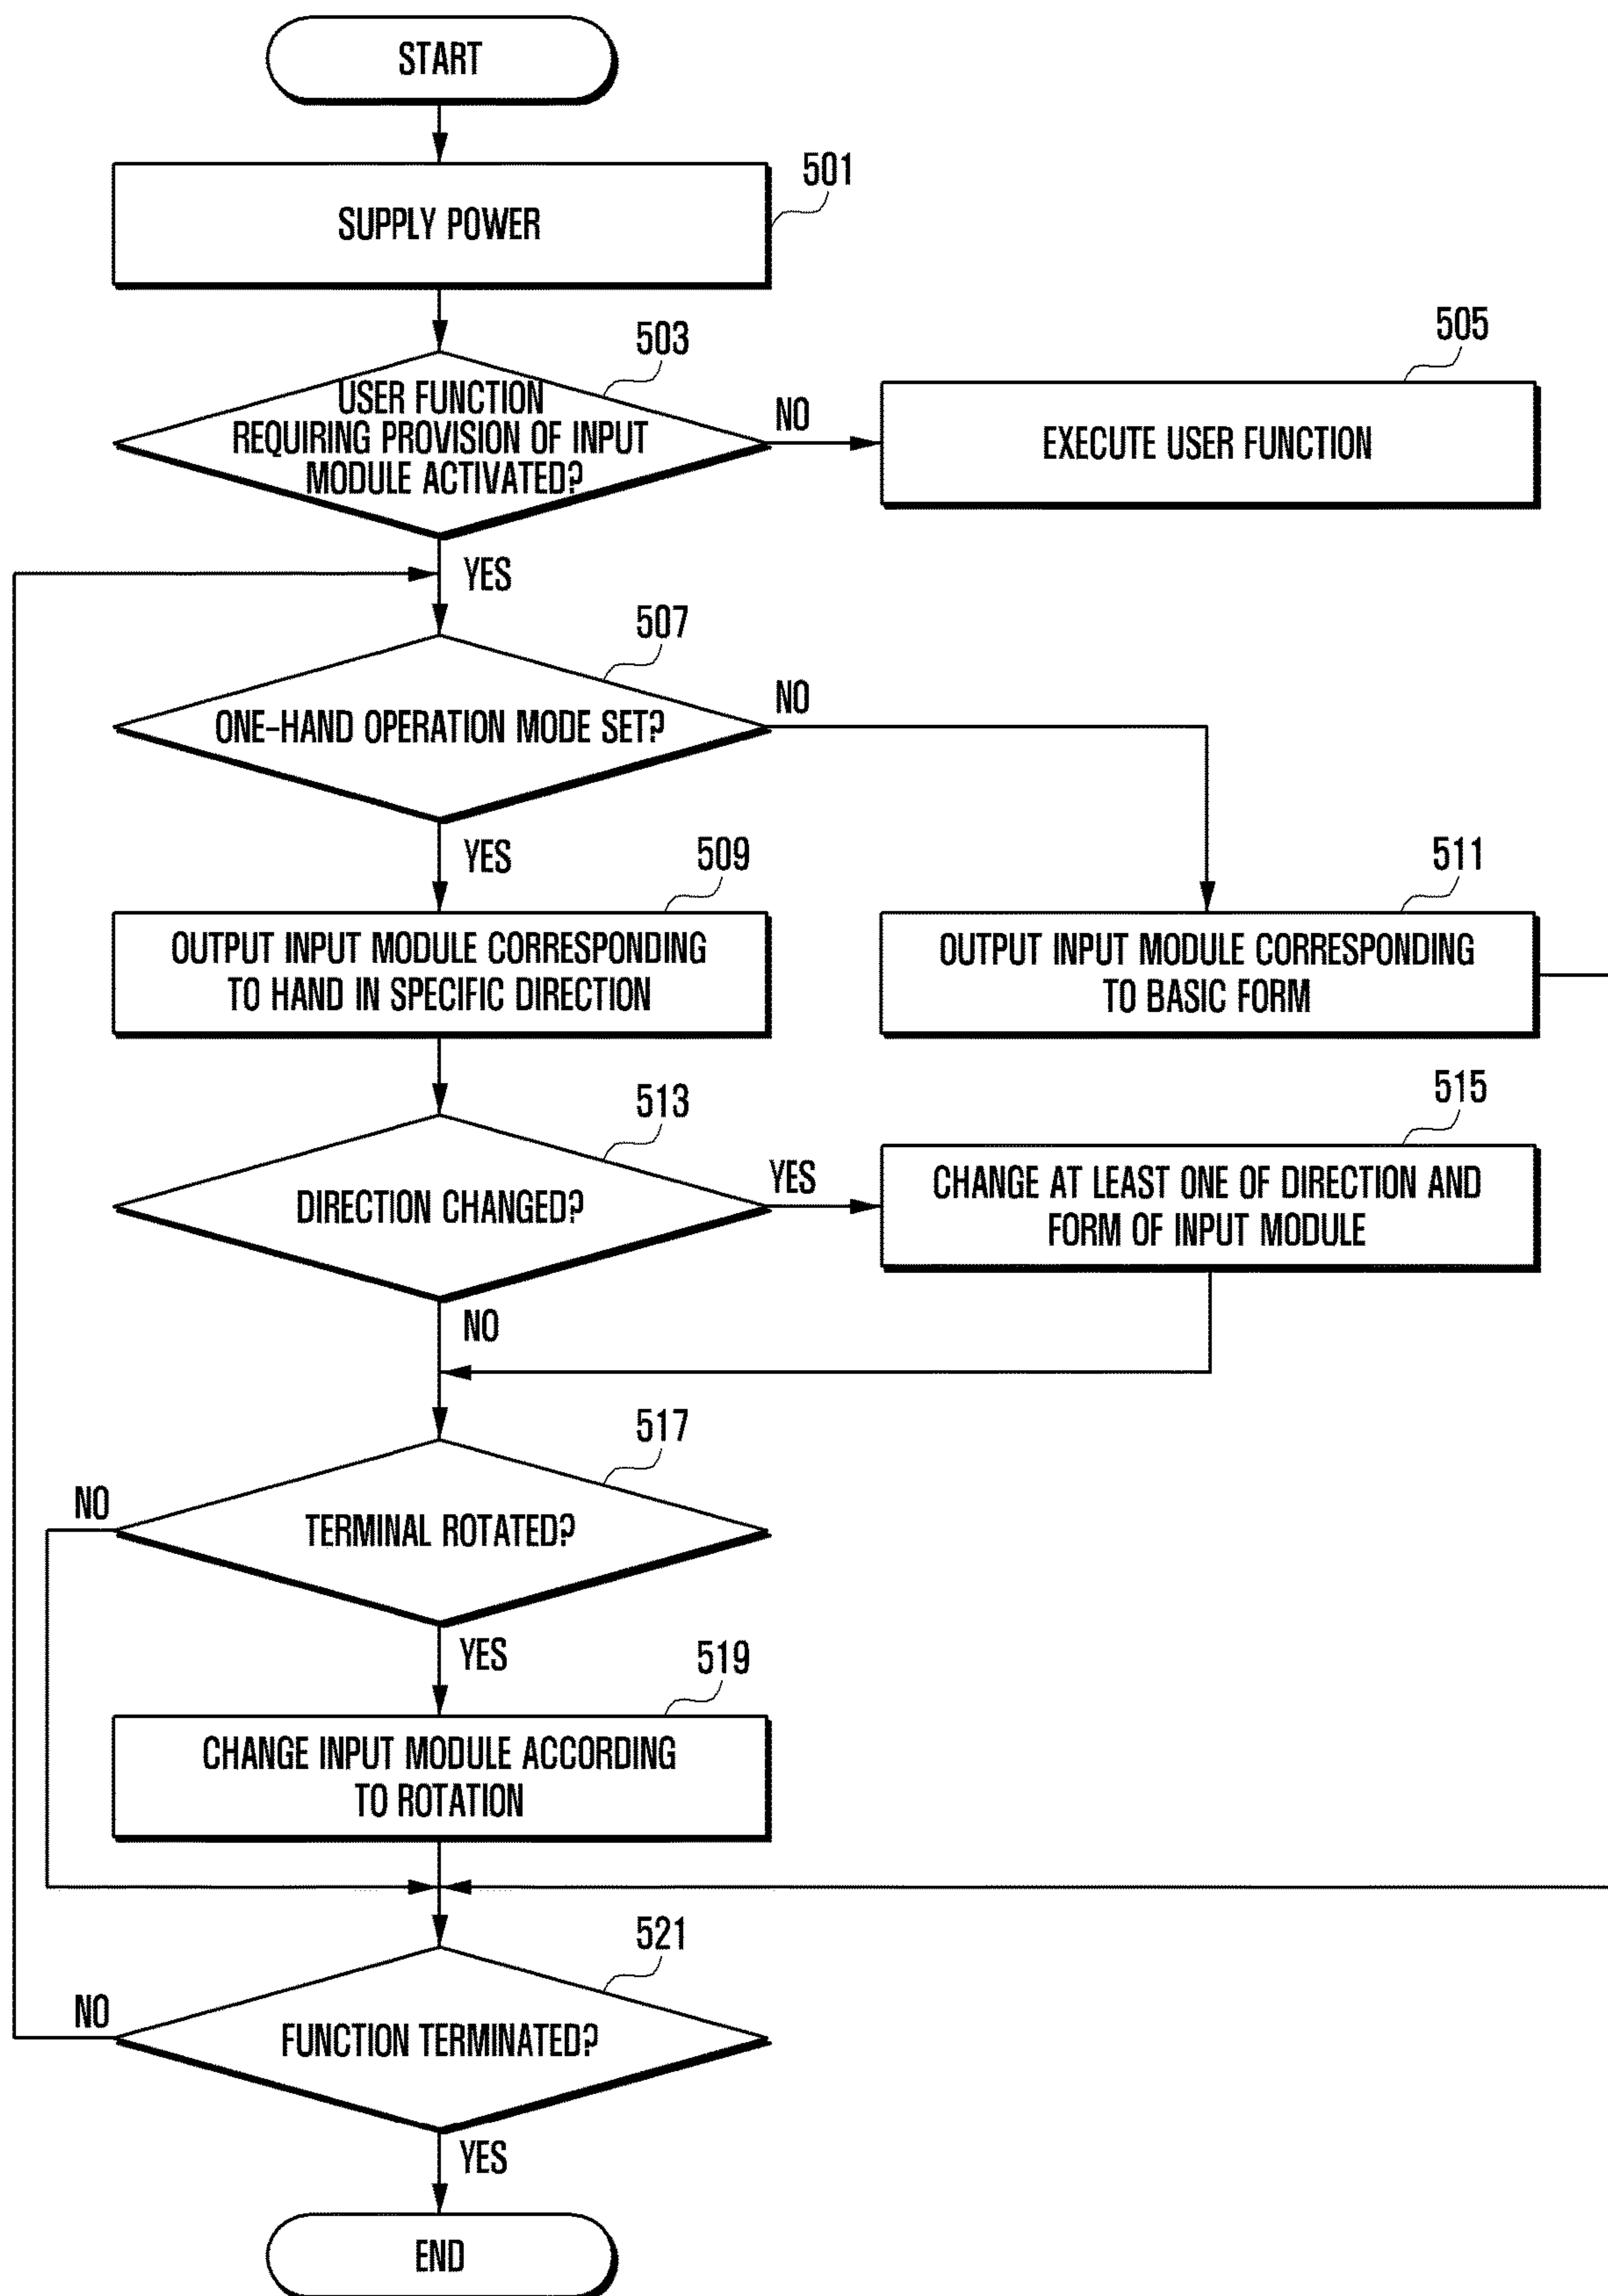 START
501
SUPPLY POWER
503
USER FUNCTION
REQUIRING PROVISION OF INPUT
MODULE ACTIVATED?
NO
505
EXECUTE USER FUNCTION
YES
507
ONE-HAND OPERATION MODE SET?
NO
YES
509
OUTPUT INPUT MODULE CORRESPONDING
TO HAND IN SPECIFIC DIRECTION
511
OUTPUT INPUT MODULE CORRESPONDING
TO BASIC FORM
513
DIRECTION CHANGED?
YES
515
CHANGE AT LEAST ONE OF DIRECTION AND
FORM OF INPUT MODULE
NO
517
NO
TERMINAL ROTATED?
YES
519
CHANGE INPUT MODULE ACCORDING
TO ROTATION
521
NO
FUNCTION TERMINATED?
YES
END